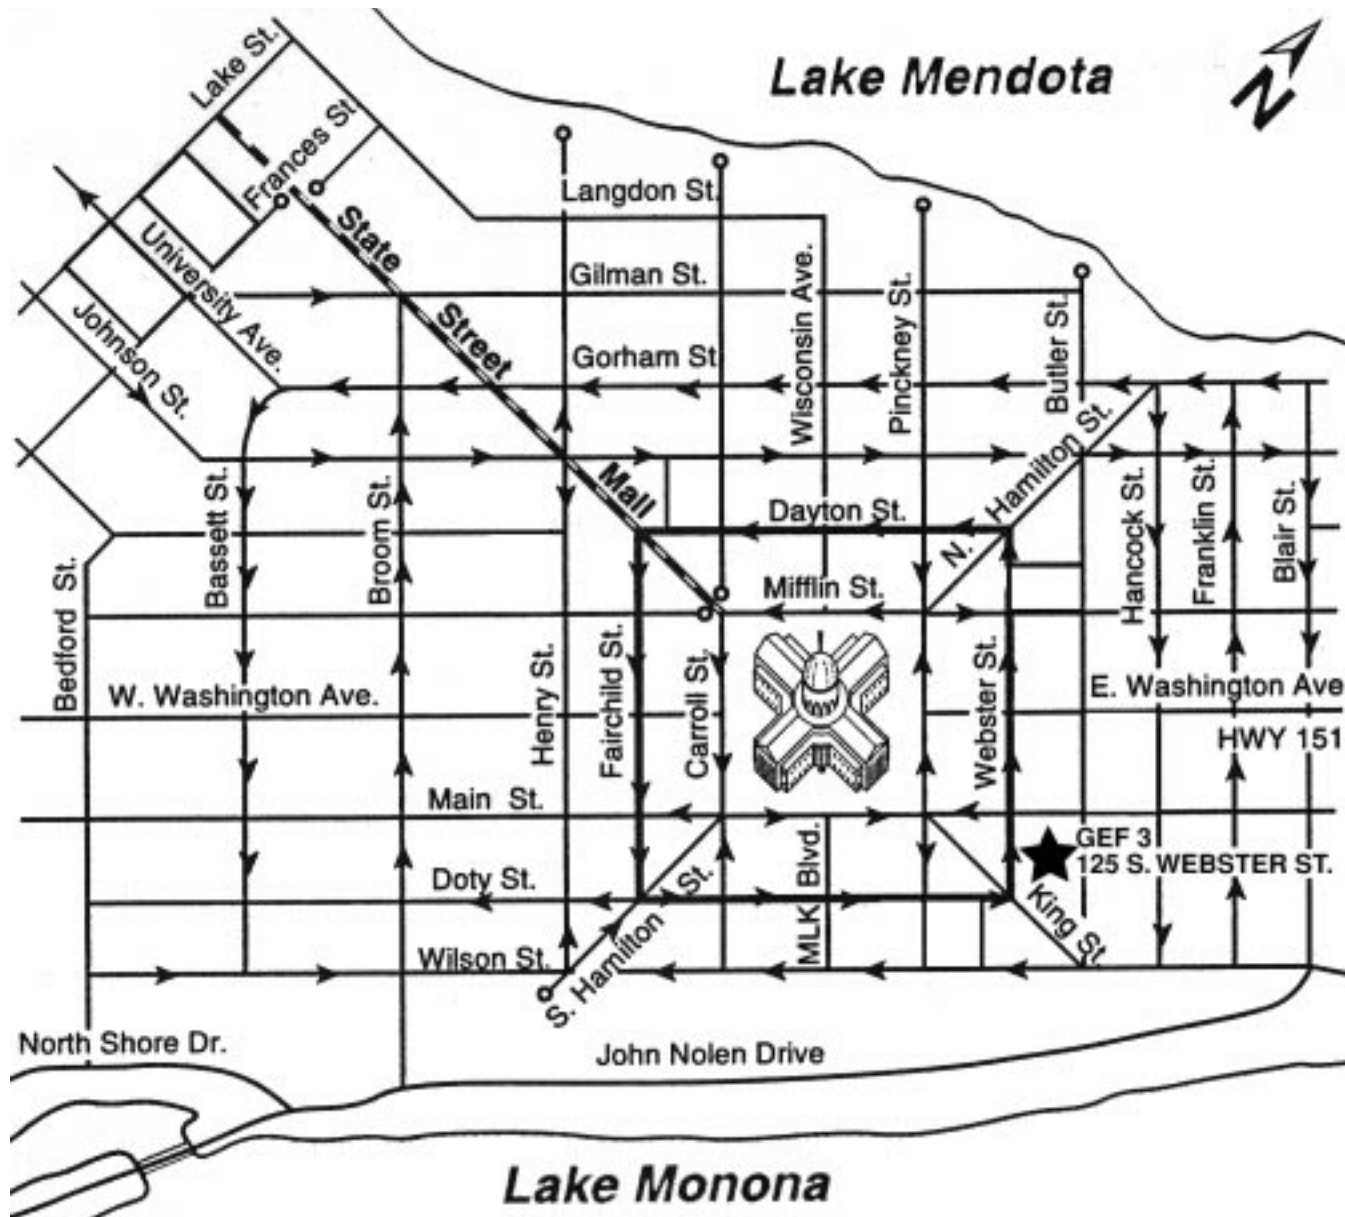 Lake Mendota
N
Lake St.
Frances St
Langdon St.
State Street Mall
University Ave.
Gilman St.
Wisconsin Ave.
Pinckney St.
Butler St.
Johnson St.
Gorham St
N. Hamilton St.
Hancock St.
Franklin St.
Blair St.
Bassett St.
Broom St.
Dayton St.
Bedford St.
Mifflin St.
Henry St.
Fairchild St.
Carroll St.
Webster St.
W. Washington Ave.
E. Washington Ave
HWY 151
Main St.
MLK Blvd.
GEF 3
125 S. WEBSTER ST.
Doty St.
King St
Wilson St.
S. Hamilton St.
North Shore Dr.
John Nolen Drive
Lake Monona